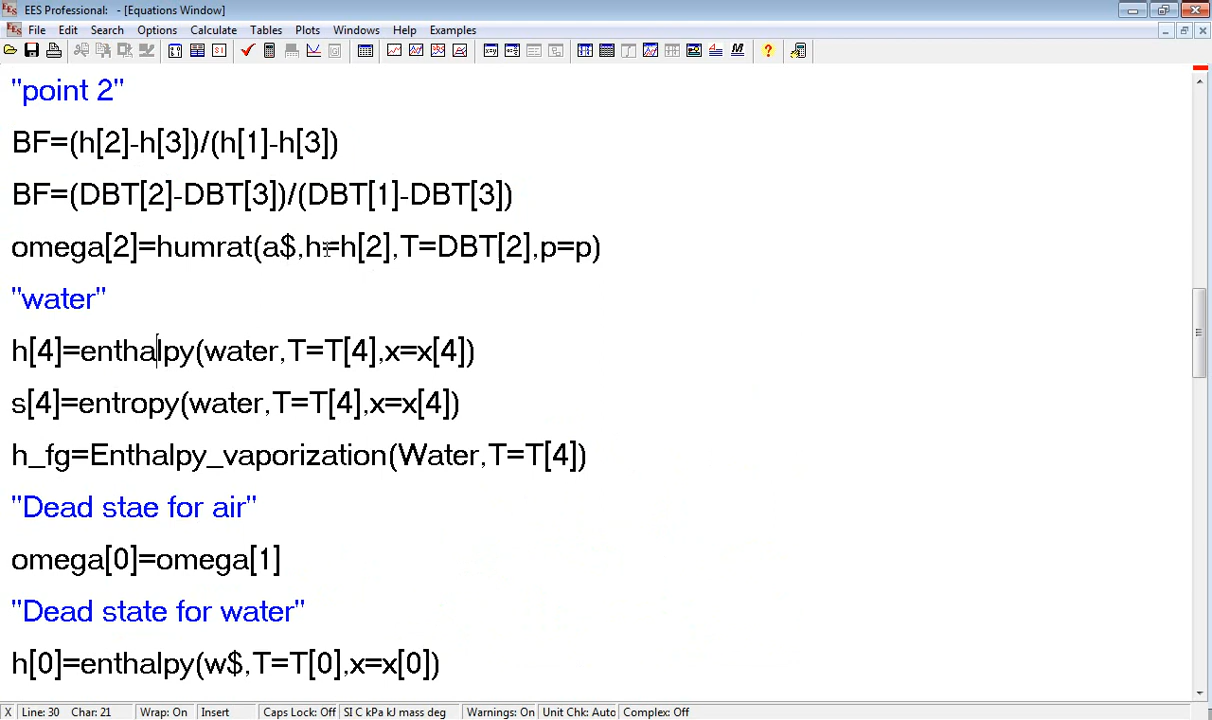 EES Professional: - [Equations Window]
File Edit Search Options Calculate Tables Plots Windows Help Examples
"point 2"
BF=(h[2]-h[3])/(h[1]-h[3])
BF=(DBT[2]-DBT[3])/(DBT[1]-DBT[3])
omega[2]=humrat(a$,h=h[2],T=DBT[2],p=p)
"water"
h[4]=enthalpy(water,T=T[4],x=x[4])
s[4]=entropy(water,T=T[4],x=x[4])
h_fg=Enthalpy_vaporization(Water,T=T[4])
"Dead stae for air"
omega[0]=omega[1]
"Dead state for water"
h[0]=enthalpy(w$,T=T[0],x=x[0])
X Line: 30 Char: 21 Wrap: On Insert Caps Lock: Off SI C kPa kJ mass deg Warnings: On Unit Chk: Auto Complex: Off